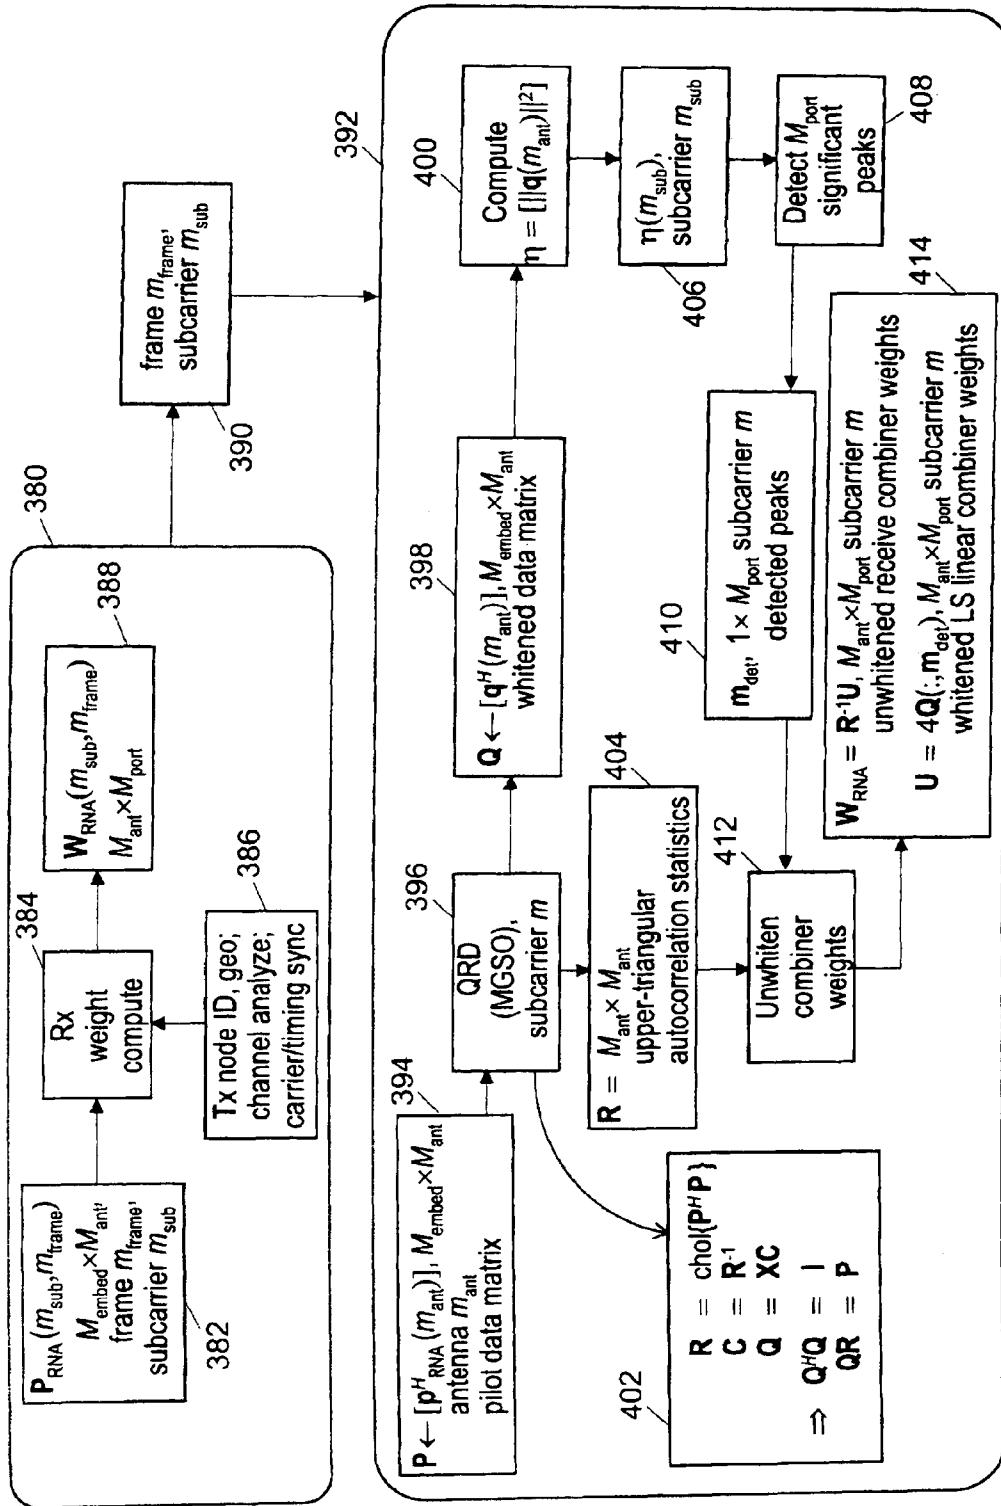 380
P_RNA(m_sub, m_frame)
M_embed×M_ant,
frame m_frame,
subcarrier m_sub
382
384
Rx
weight
compute
Tx node ID, geo;
channel analyze;
carrier/timing sync
386
W_RNA(m_sub, m_frame)
M_ant×M_port
388
frame m_frame,
subcarrier m_sub
390
392
P ← [p^H_RNA(m_ant)], M_embed×M_ant
antenna m_ant
pilot data matrix
394
396
QRD
(MGSO),
subcarrier m
Q ← [q^H(m_ant)], M_embed×M_ant
whitened data matrix
398
400
Compute
η = [||q(m_ant)||²]
402
R = chol{P^HP}
C = R⁻¹
Q = XC
⇒ Q^HQ = I
QR = P
404
R = M_ant×M_ant
upper-triangular
autocorrelation statistics
η(m_sub),
subcarrier m_sub
406
Detect M_port
significant
peaks
408
410
m_det, 1×M_port subcarrier m
detected peaks
412
Unwhiten
combiner
weights
414
W_RNA = R⁻¹U, M_ant×M_port subcarrier m
unwhitened receive combiner weights
U = 4Q(:,m_det), M_ant×M_port subcarrier m
whitened LS linear combiner weights